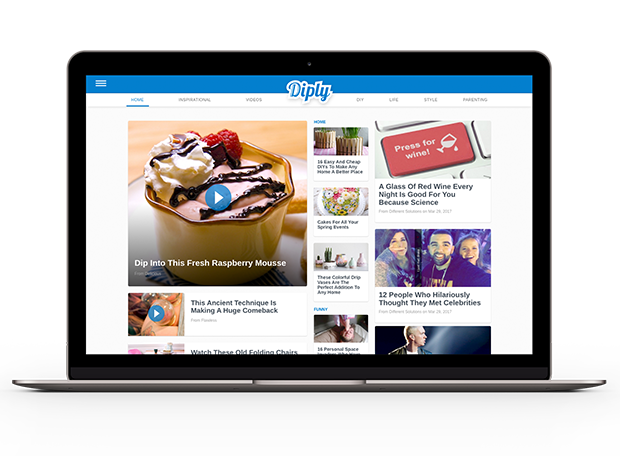 Diply
HOME
INSPIRATIONAL
VIDEOS
DIY
LIFE
STYLE
PARENTING
Dip Into This Fresh Raspberry Mousse
This Ancient Technique Is
Making A Huge Comeback
Watch These Old Folding Chairs
HOME
16 Easy And Cheap
DIYs To Make Any
Home A Better Place
Cakes For All Your
Spring Events
These Colorful Drip
Vases Are The
Perfect Addition To
Any Home
FUNNY
16 Personal Space
Press for
wine!
A Glass Of Red Wine Every
Night Is Good For You
Because Science
From Different Solutions on Mar 28, 2017
12 People Who Hilariously
Thought They Met Celebrities
From Different Solutions on Mar 28, 2017